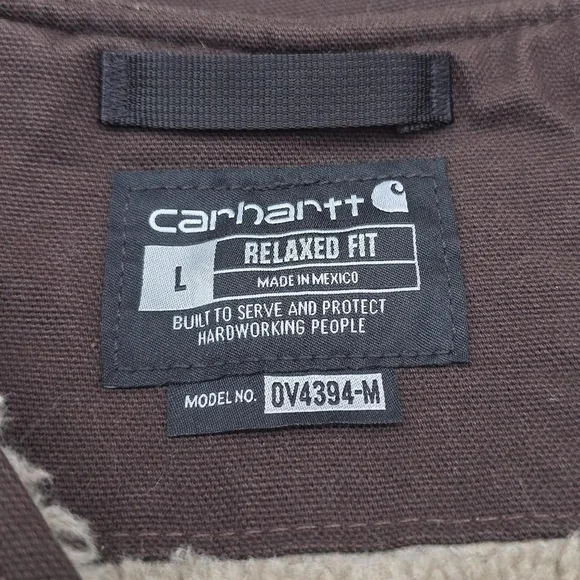 carhartt
L RELAXED FIT
MADE IN MEXICO
BUILT TO SERVE AND PROTECT
HARDWORKING PEOPLE
MODEL NO. OV4394-M